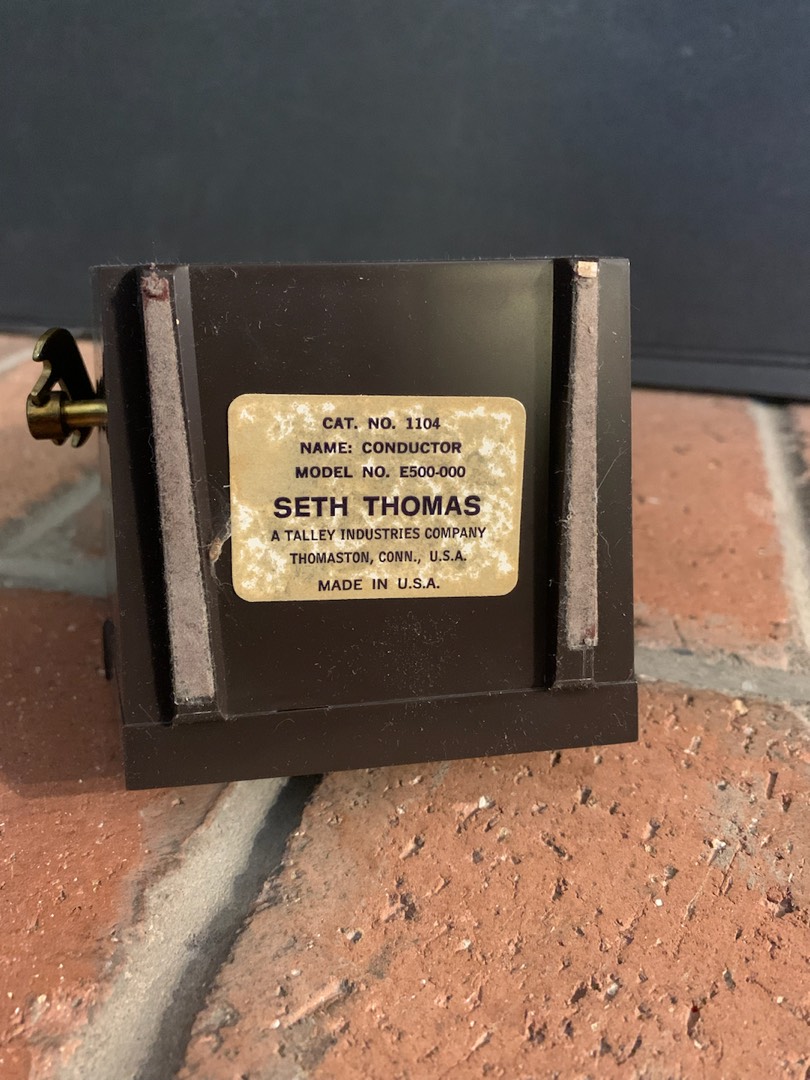 CAT. NO. 1104
NAME: CONDUCTOR
MODEL NO. E500-000
SETH THOMAS
A TALLEY INDUSTRIES COMPANY
THOMASTON, CONN., U.S.A.
MADE IN U.S.A.